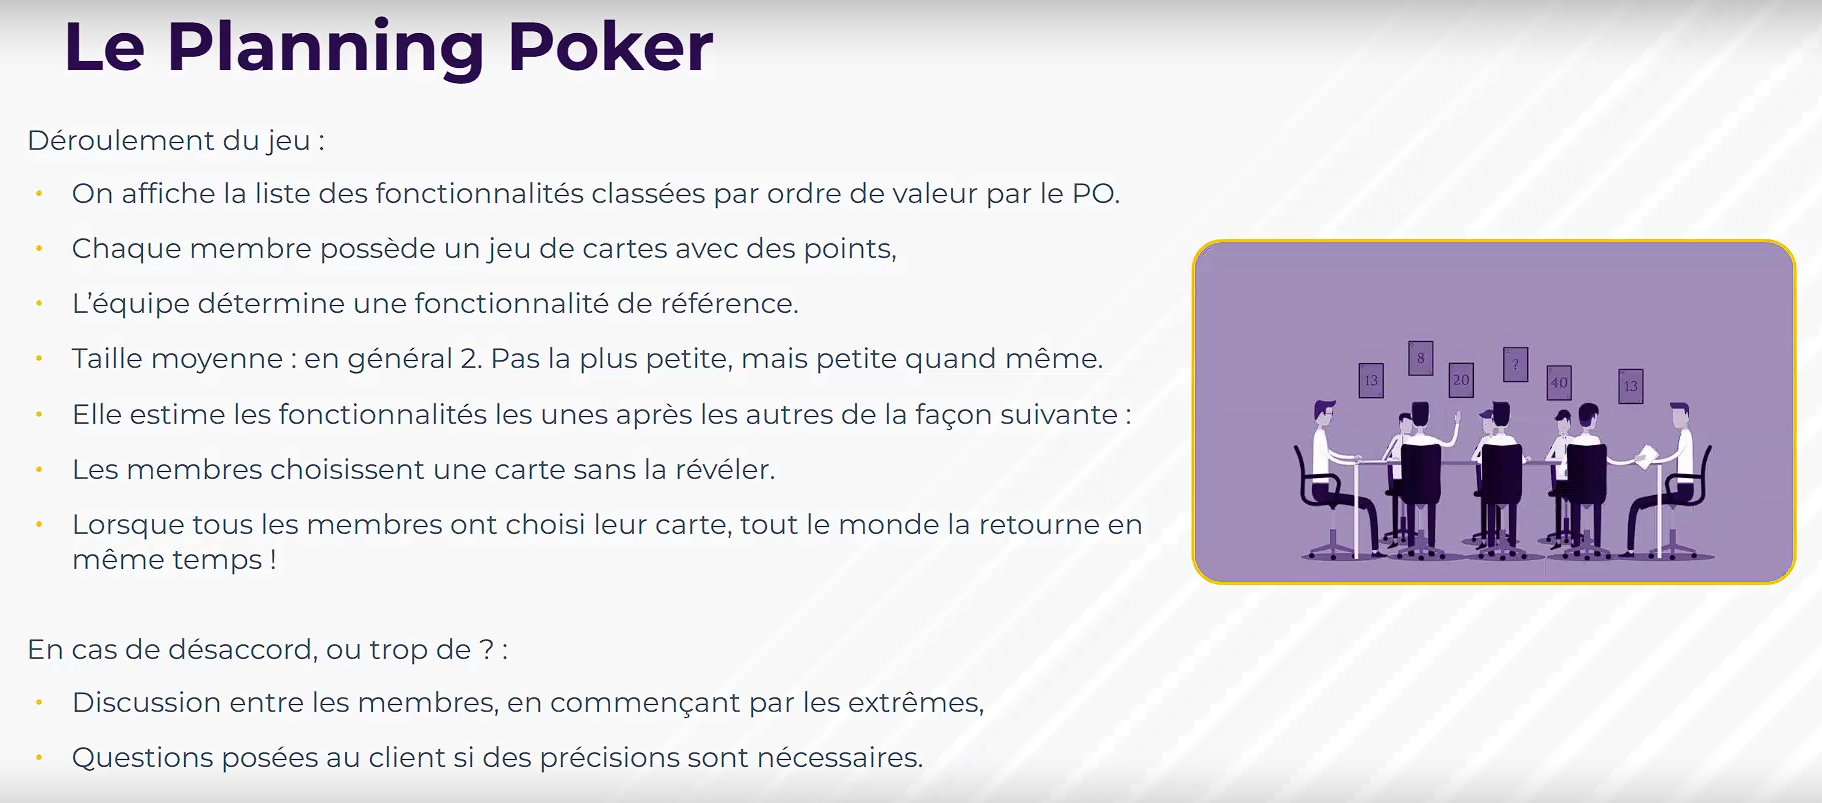 Le Planning Poker
Déroulement du jeu :
• On affiche la liste des fonctionnalités classées par ordre de valeur par le PO.
• Chaque membre possède un jeu de cartes avec des points,
• L’équipe détermine une fonctionnalité de référence.
• Taille moyenne : en général 2. Pas la plus petite, mais petite quand même.
• Elle estime les fonctionnalités les unes après les autres de la façon suivante :
• Les membres choisissent une carte sans la révéler.
• Lorsque tous les membres ont choisi leur carte, tout le monde la retourne en
même temps !
En cas de désaccord, ou trop de ? :
• Discussion entre les membres, en commençant par les extrêmes,
• Questions posées au client si des précisions sont nécessaires.
13
8
20
?
40
13